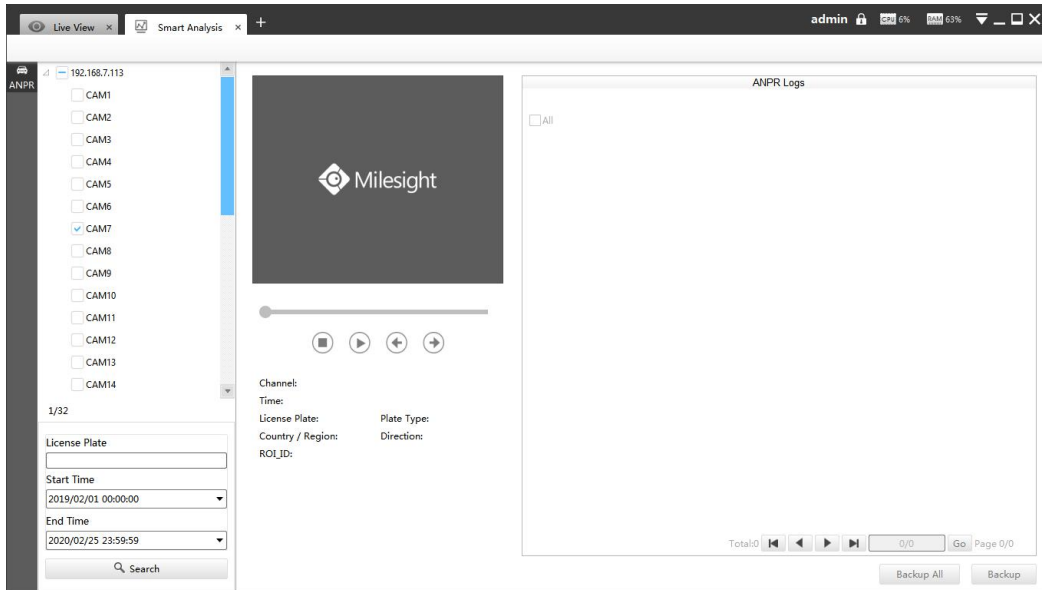 Live View × Smart Analysis × + admin CPU 6% RAM 63%
ANPR
192.168.7.113
CAM1
CAM2
CAM3
CAM4
CAM5
CAM6
CAM7
CAM8
CAM9
CAM10
CAM11
CAM12
CAM13
CAM14
1/32
License Plate
Start Time
2019/02/01 00:00:00
End Time
2020/02/25 23:59:59
Search
Milesight
Channel:
Time:
License Plate: Plate Type:
Country / Region: Direction:
ROI_ID:
ANPR Logs
All
Total:0 0/0 Go Page 0/0
Backup All Backup